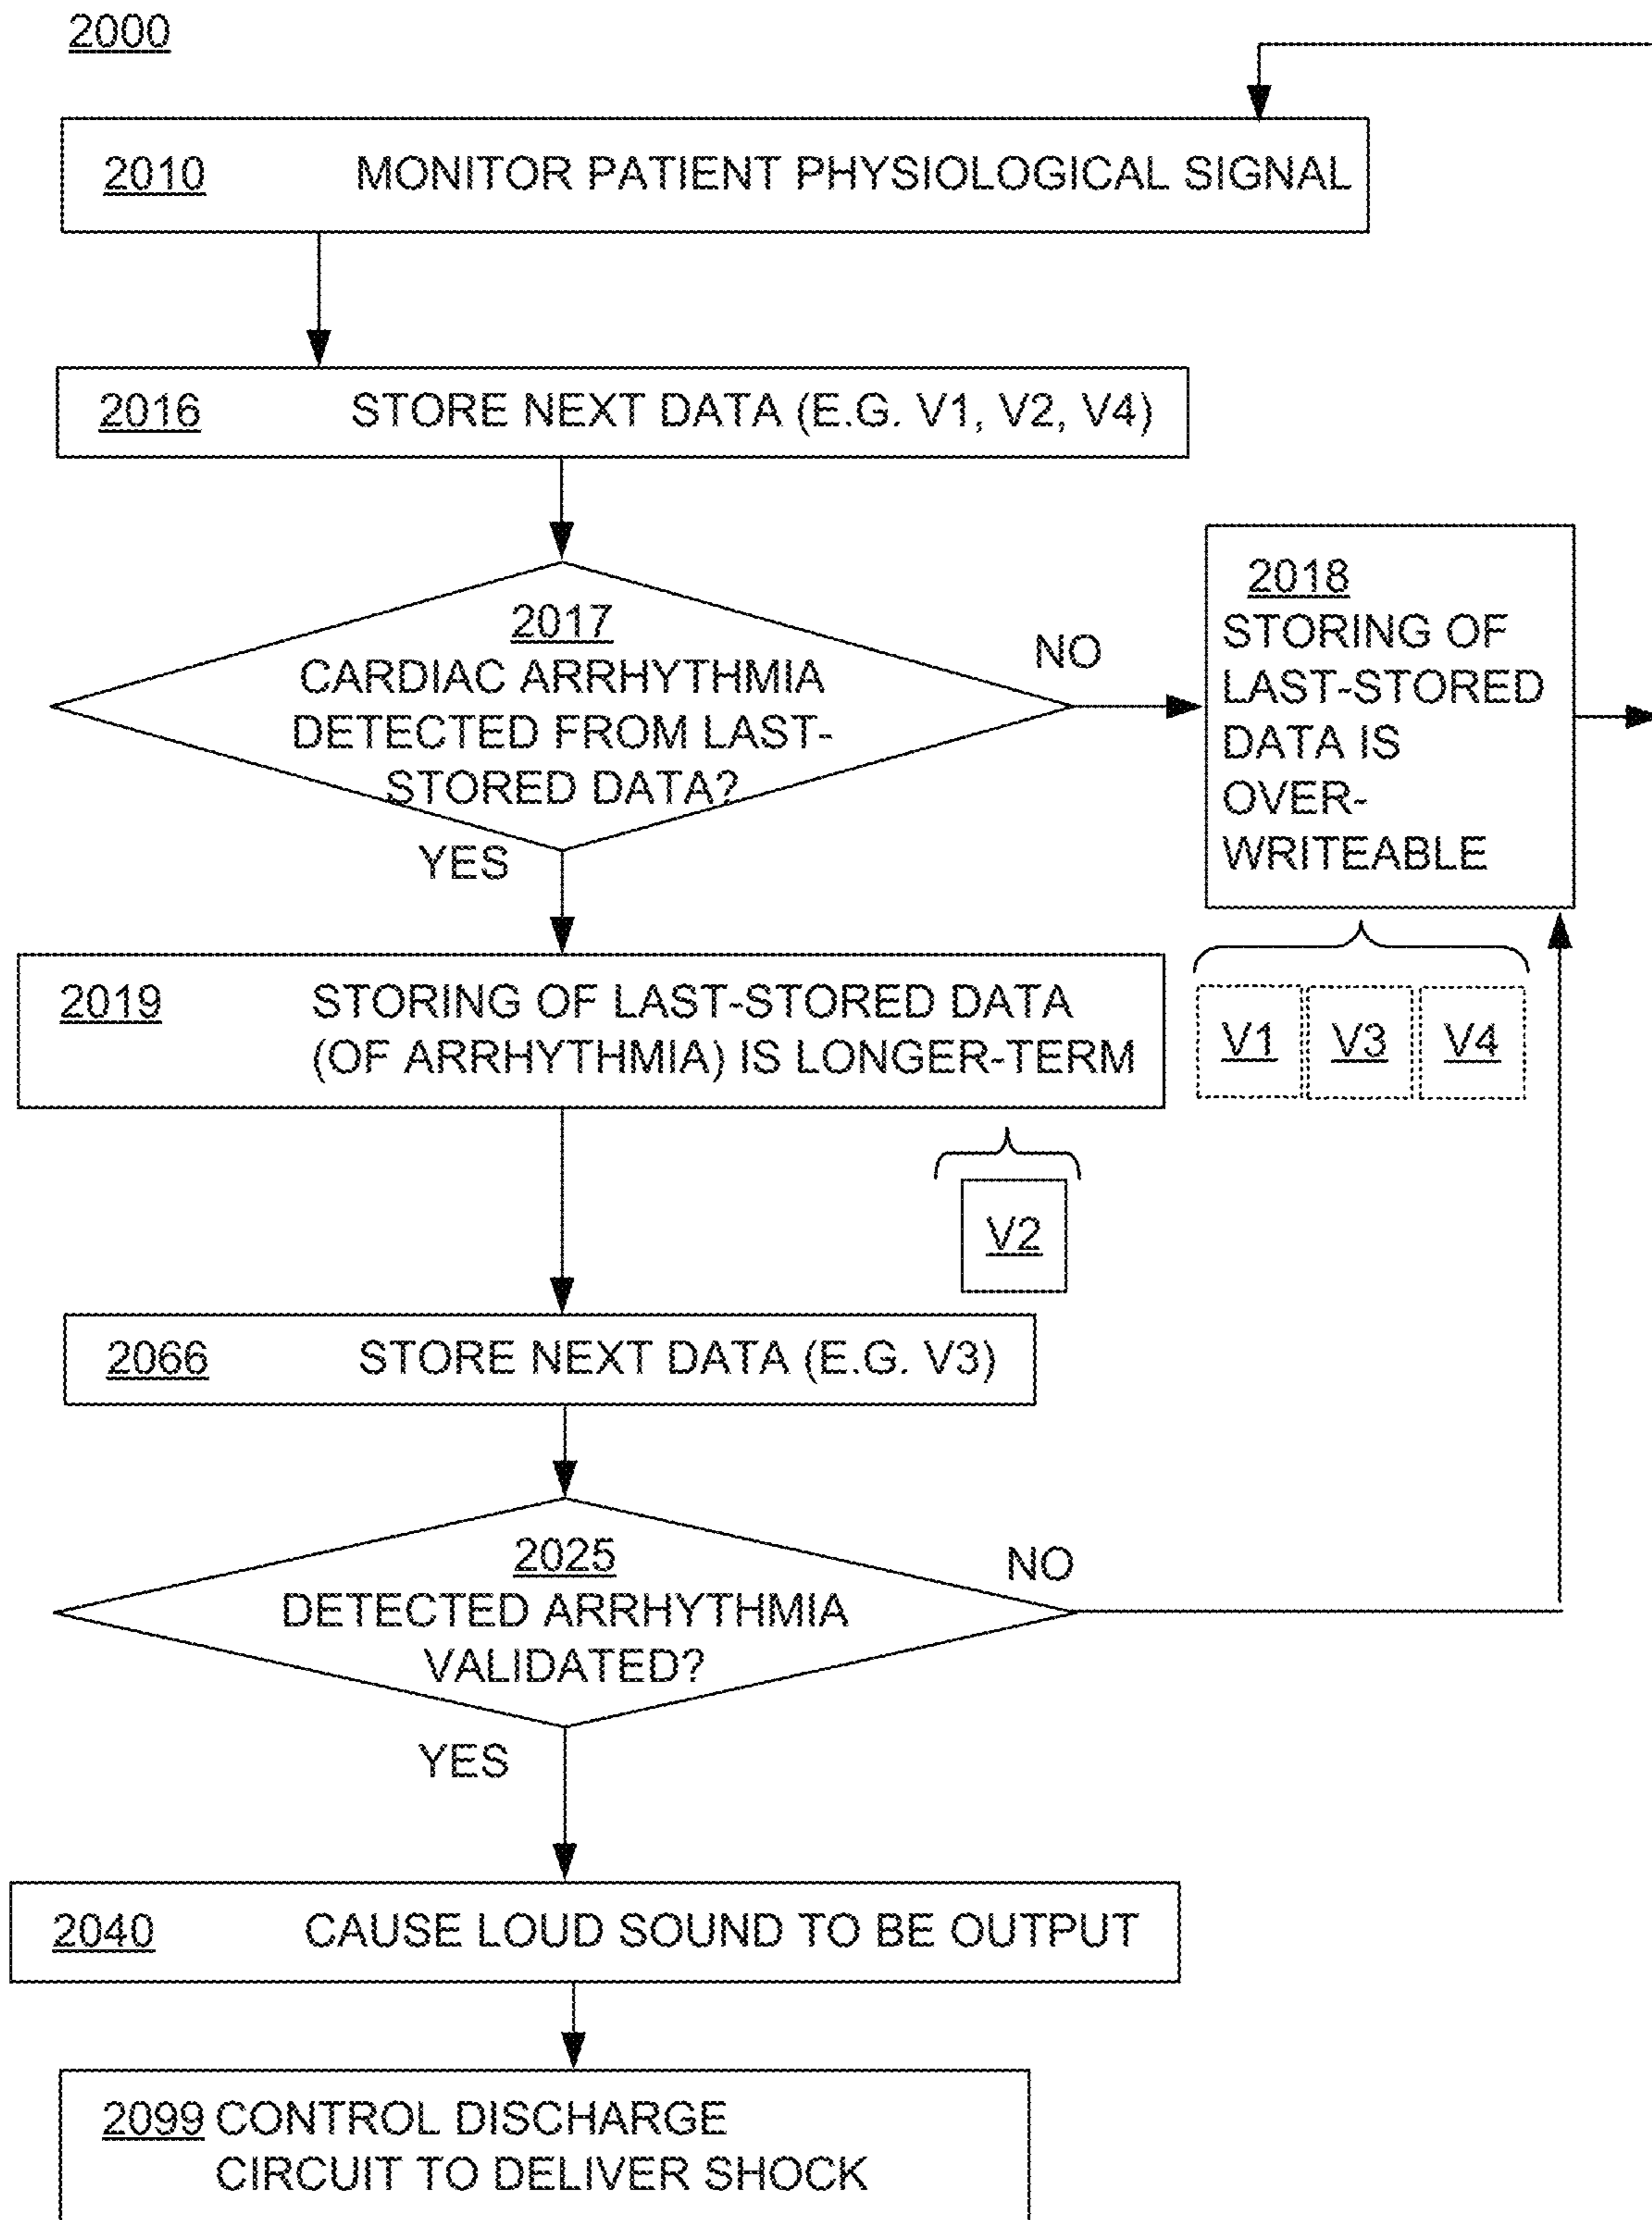 2000
2010 MONITOR PATIENT PHYSIOLOGICAL SIGNAL
2016 STORE NEXT DATA (E.G. V1, V2, V4)
2017
CARDIAC ARRHYTHMIA
DETECTED FROM LAST-
STORED DATA?
NO
YES
2018
STORING OF
LAST-STORED
DATA IS
OVER-
WRITEABLE
V1 V3 V4
2019 STORING OF LAST-STORED DATA
(OF ARRHYTHMIA) IS LONGER-TERM
V2
2066 STORE NEXT DATA (E.G. V3)
2025
DETECTED ARRHYTHMIA
VALIDATED?
NO
YES
2040 CAUSE LOUD SOUND TO BE OUTPUT
2099 CONTROL DISCHARGE
CIRCUIT TO DELIVER SHOCK